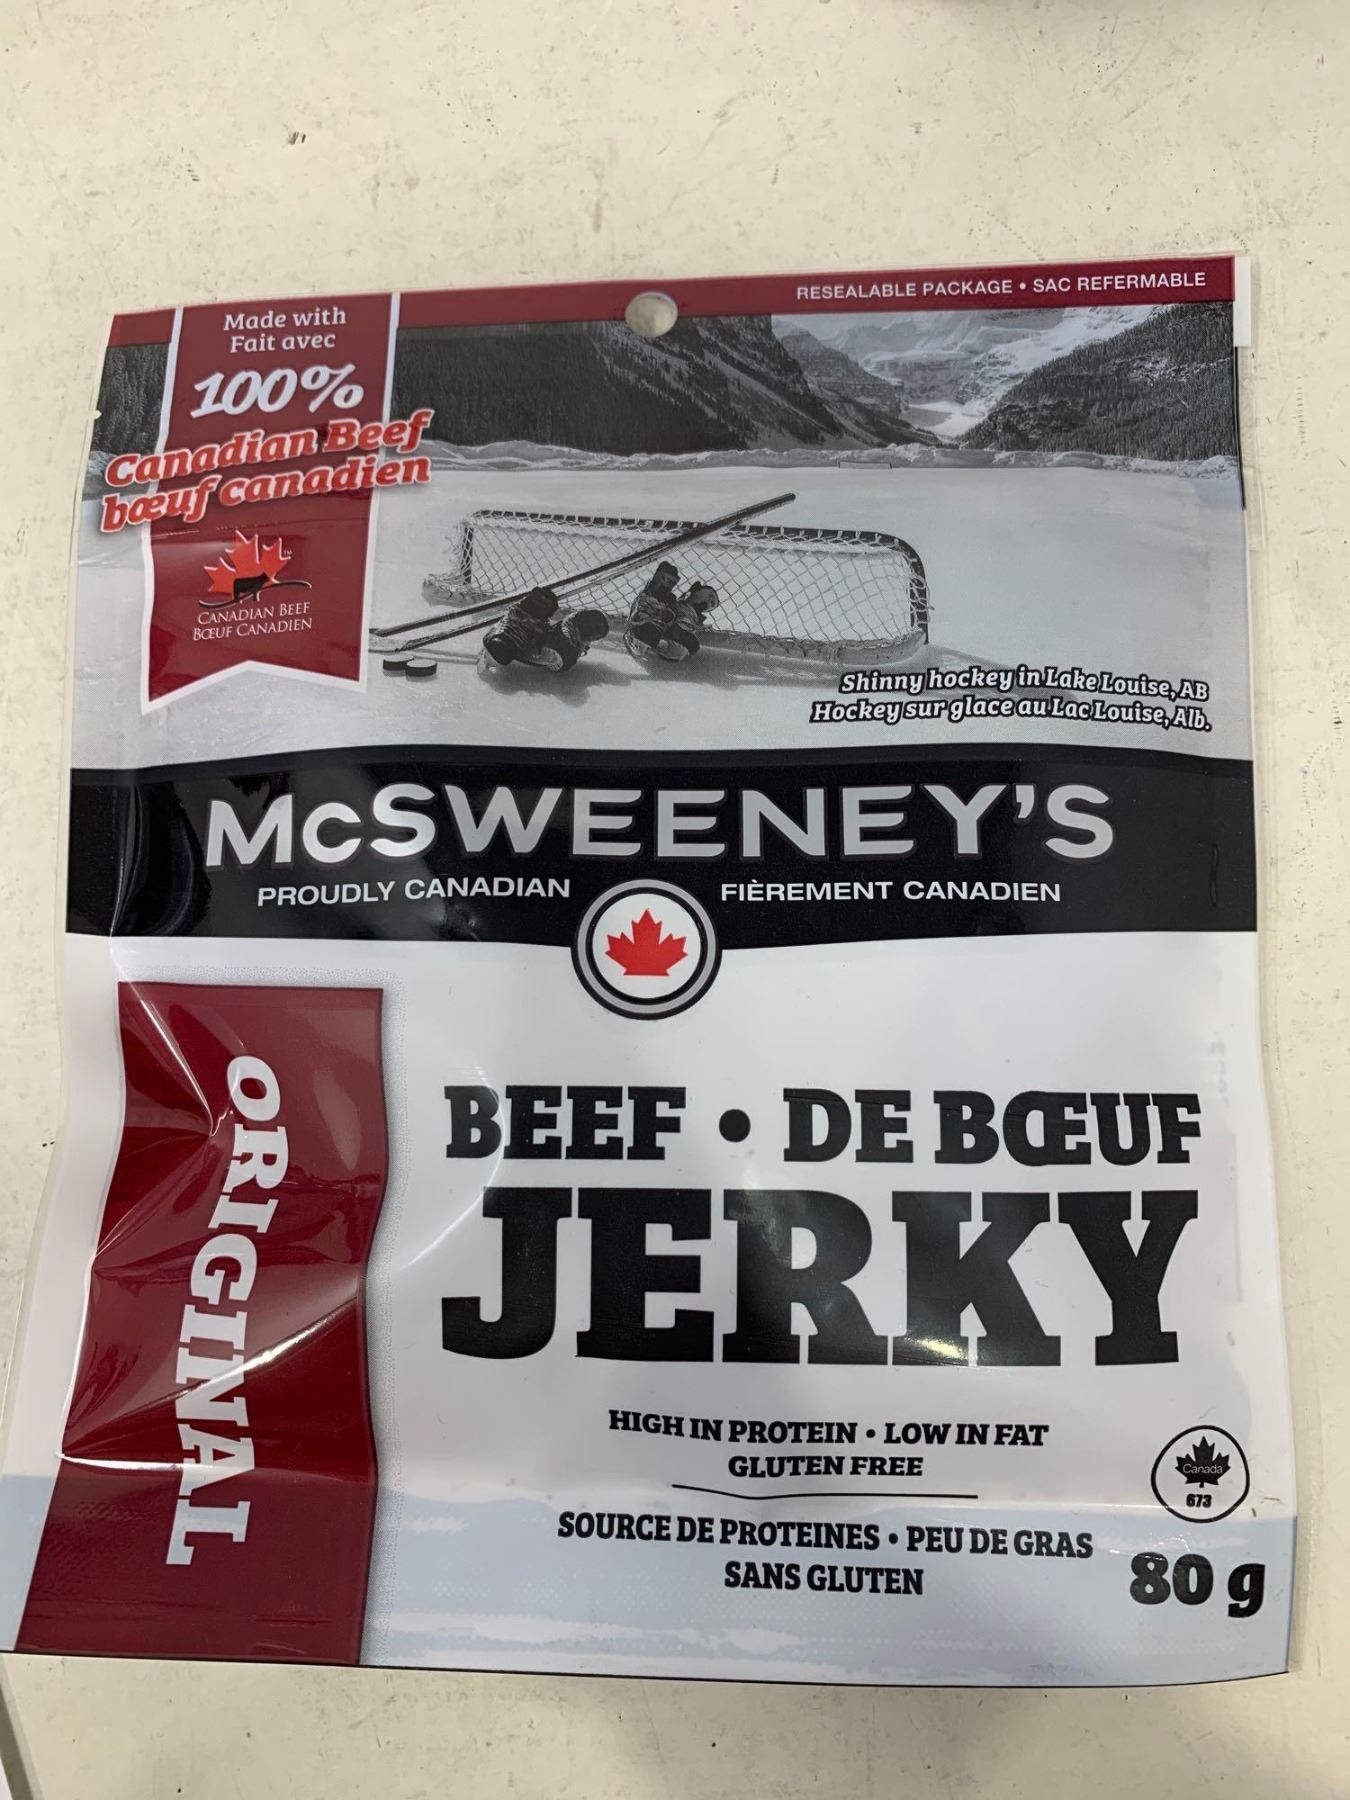 RESEALABLE PACKAGE • SAC REFERMABLE
Made with
Fait avec
100%
Canadian Beef
bœuf canadien
TM
CANADIAN BEEF
BŒUF CANADIEN
Shinny hockey in Lake Louise, AB
Hockey sur glace au Lac Louise, Alb.
McSWEENEY'S
PROUDLY CANADIAN
FIÈREMENT CANADIEN
ORIGINAL
BEEF • DE BŒUF
JERKY
HIGH IN PROTEIN • LOW IN FAT
GLUTEN FREE
SOURCE DE PROTEINES • PEU DE GRAS
SANS GLUTEN
Canada
673
80 g